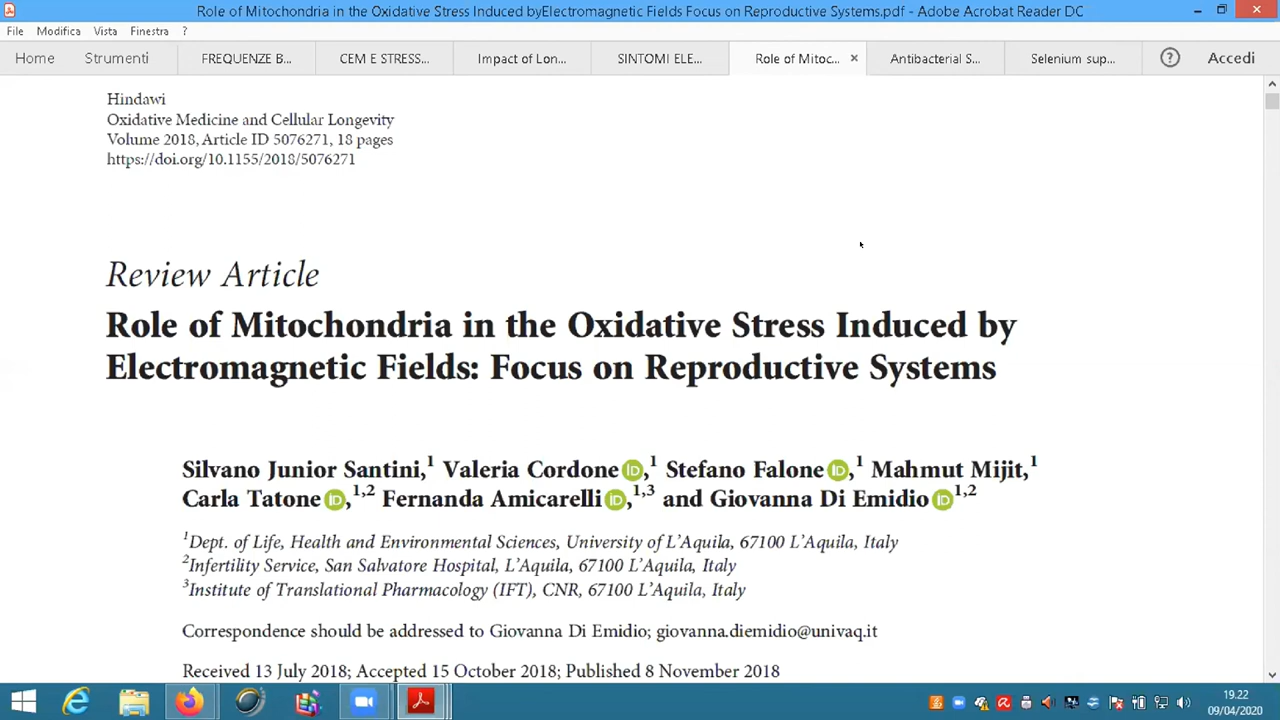 Role of Mitochondria in the Oxidative Stress Induced byElectromagnetic Fields Focus on Reproductive Systems.pdf - Adobe Acrobat Reader DC
File Modifica Vista Finestra ?
Home Strumenti FREQUENZE B... CEM E STRESS... Impact of Lon... SINTOMI ELE... Role of Mitoc... × Antibacterial S... Selenium sup... ? Accedi
Hindawi
Oxidative Medicine and Cellular Longevity
Volume 2018, Article ID 5076271, 18 pages
https://doi.org/10.1155/2018/5076271
Review Article
Role of Mitochondria in the Oxidative Stress Induced by
Electromagnetic Fields: Focus on Reproductive Systems
Silvano Junior Santini,1 Valeria Cordone iD,1 Stefano Falone iD,1 Mahmut Mijit,1
Carla Tatone iD,1,2 Fernanda Amicarelli iD,1,3 and Giovanna Di Emidio iD1,2
1Dept. of Life, Health and Environmental Sciences, University of L'Aquila, 67100 L'Aquila, Italy
2Infertility Service, San Salvatore Hospital, L'Aquila, 67100 L'Aquila, Italy
3Institute of Translational Pharmacology (IFT), CNR, 67100 L'Aquila, Italy
Correspondence should be addressed to Giovanna Di Emidio; giovanna.diemidio@univaq.it
Received 13 July 2018; Accepted 15 October 2018; Published 8 November 2018
19.22
09/04/2020